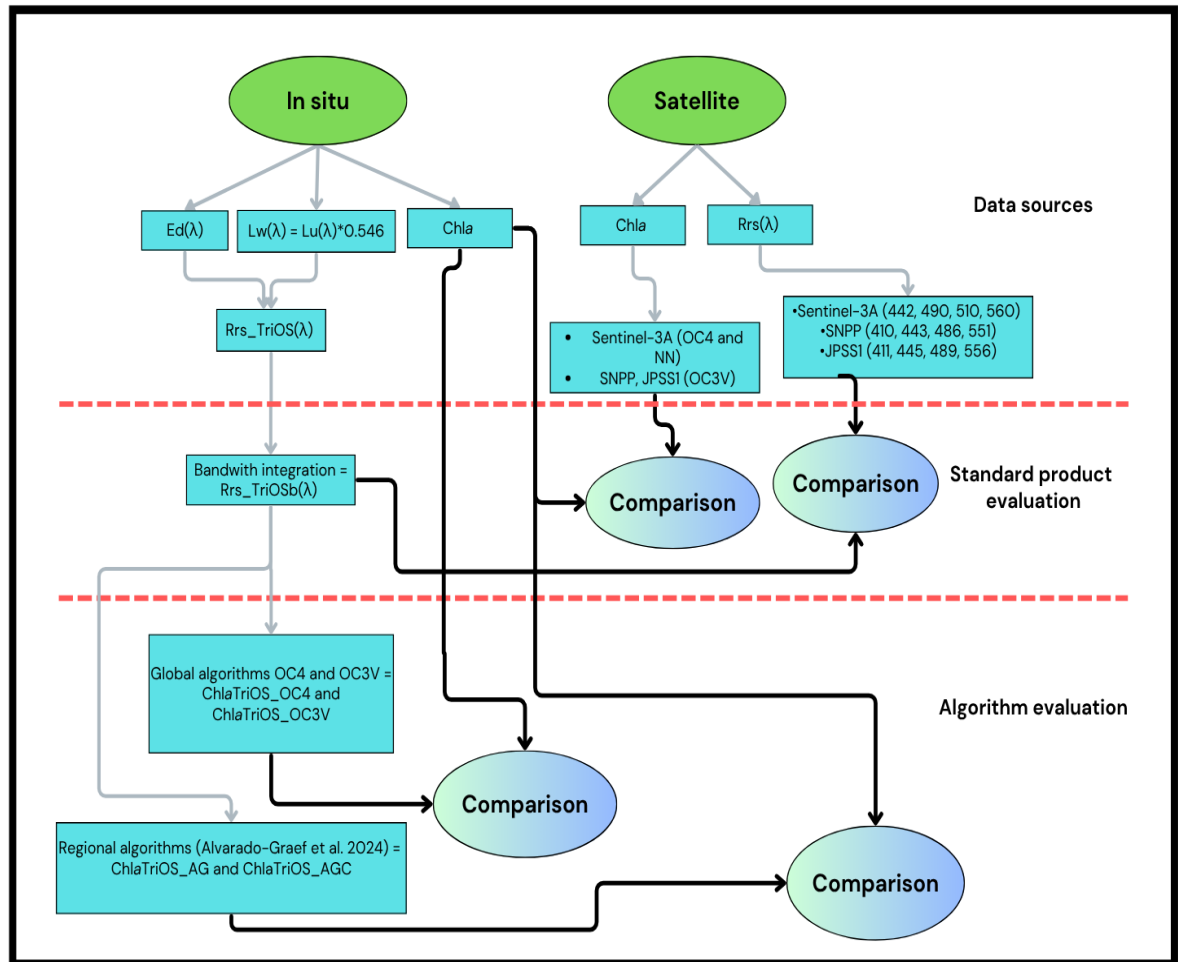 In situ
Satellite
Data sources
Ed(λ)
Lw(λ) = Lu(λ)*0.546
Chla
Chla
Rrs(λ)
Rrs_TriOS(λ)
• Sentinel-3A (OC4 and
NN)
• SNPP, JPSS1 (OC3V)
•Sentinel-3A (442, 490, 510, 560)
•SNPP (410, 443, 486, 551)
•JPSS1 (411, 445, 489, 556)
Bandwith integration =
Rrs_TriOSb(λ)
Comparison
Comparison
Standard product
evaluation
Global algorithms OC4 and OC3V =
ChlaTriOS_OC4 and
ChlaTriOS_OC3V
Algorithm evaluation
Comparison
Regional algorithms (Alvarado-Graef et al. 2024) =
ChlaTriOS_AG and ChlaTriOS_AGC
Comparison